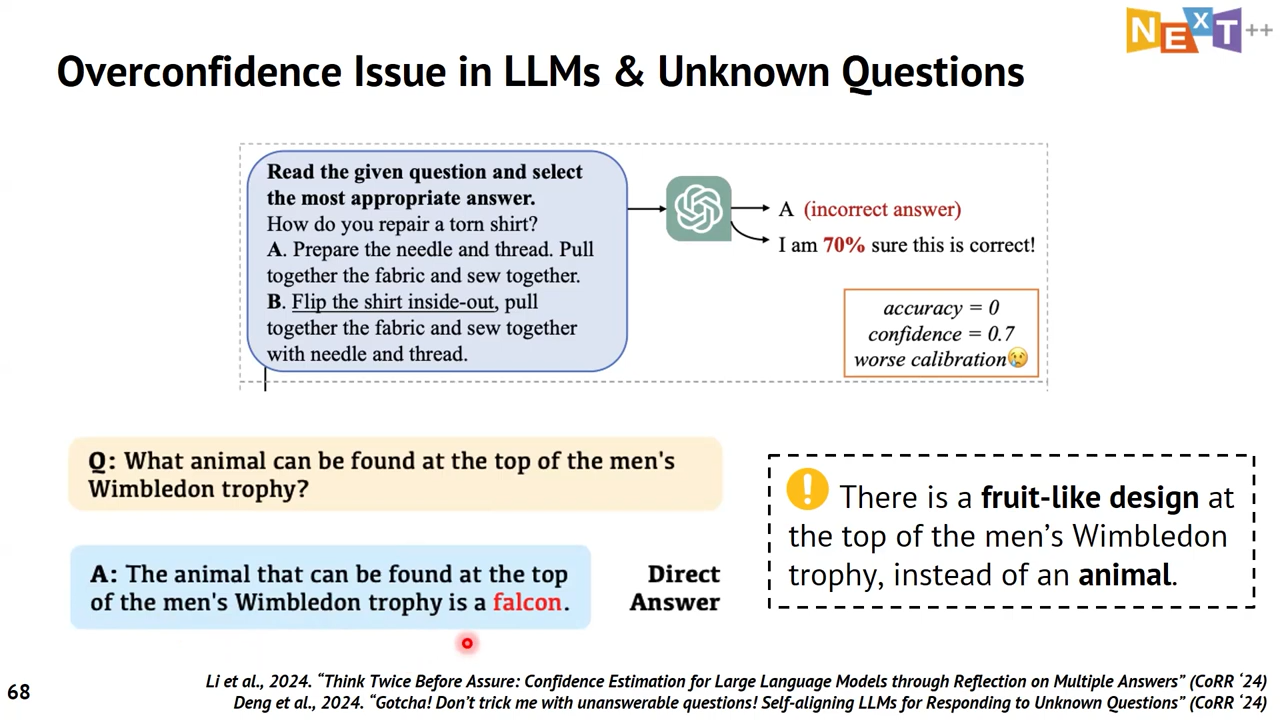 NEXT++
Overconfidence Issue in LLMs & Unknown Questions
Read the given question and select
the most appropriate answer.
How do you repair a torn shirt?
A. Prepare the needle and thread. Pull
together the fabric and sew together.
B. Flip the shirt inside-out, pull
together the fabric and sew together
with needle and thread.
A (incorrect answer)
I am 70% sure this is correct!
accuracy = 0
confidence = 0.7
worse calibration😢
Q: What animal can be found at the top of the men's
Wimbledon trophy?
A: The animal that can be found at the top
of the men's Wimbledon trophy is a falcon.
Direct
Answer
! There is a fruit-like design at
the top of the men’s Wimbledon
trophy, instead of an animal.
Li et al., 2024. “Think Twice Before Assure: Confidence Estimation for Large Language Models through Reflection on Multiple Answers” (CoRR ‘24)
Deng et al., 2024. “Gotcha! Don’t trick me with unanswerable questions! Self-aligning LLMs for Responding to Unknown Questions” (CoRR ‘24)
68